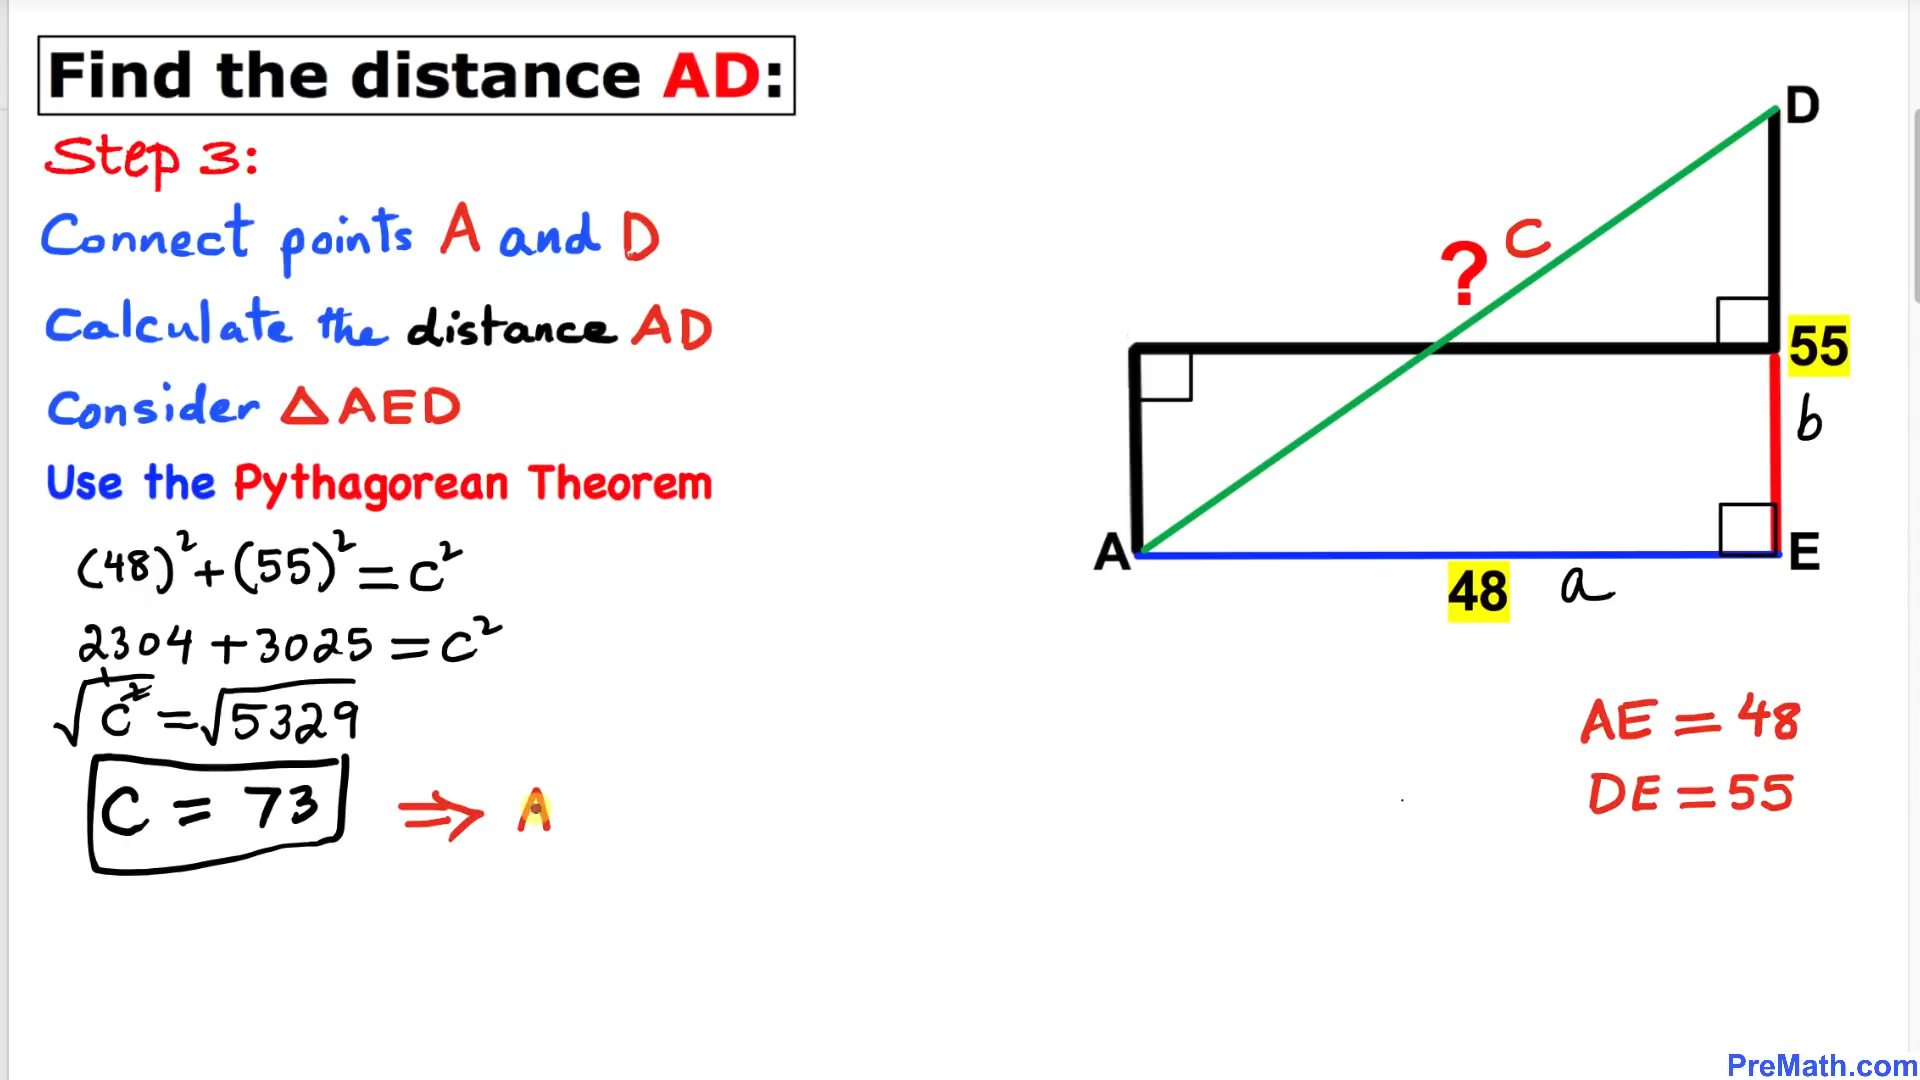 Find the distance AD:
Step 3:
Connect points A and D
Calculate the distance AD
Consider △AED
Use the Pythagorean Theorem
(48)² + (55)² = c²
2304 + 3025 = c²
√c² = √5329
C = 73 ⇒ A
D
? C
55
b
A
E
48 a
AE = 48
DE = 55
PreMath.com